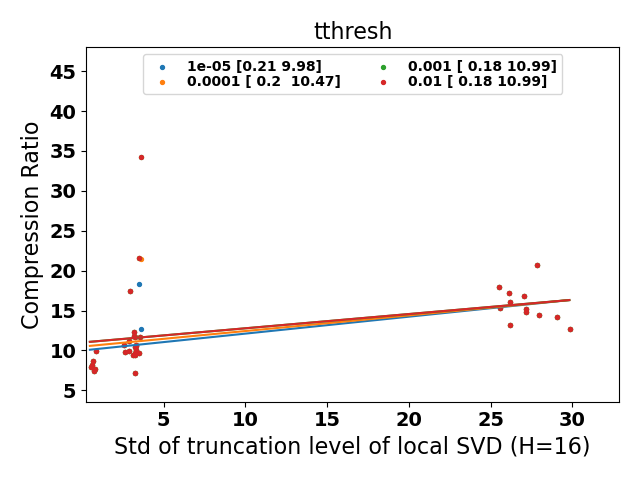 tthresh
1e-05 [0.21 9.98]
0.0001 [ 0.2  10.47]
0.001 [ 0.18 10.99]
0.01 [ 0.18 10.99]
Compression Ratio
45
40
35
30
25
20
15
10
5
5 10 15 20 25 30
Std of truncation level of local SVD (H=16)